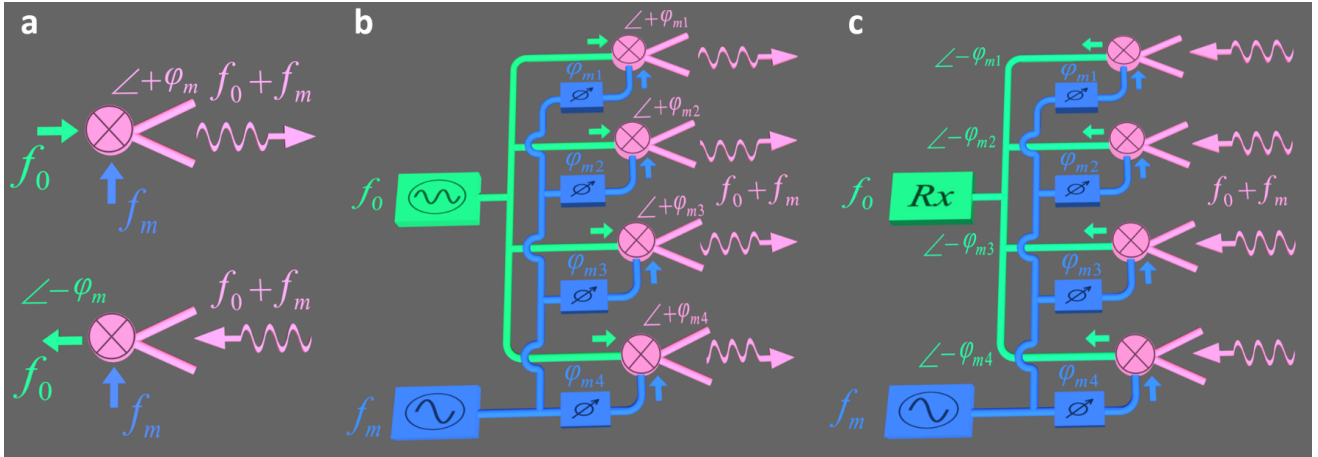 a
∠+φm
f0 + fm
f0
fm
∠−φm
f0 + fm
f0
fm
b
∠+φm1
φm1
∠+φm2
φm2
f0
∠+φm3
f0 + fm
φm3
∠+φm4
φm4
fm
c
∠−φm1
φm1
∠−φm2
φm2
f0
Rx
f0 + fm
∠−φm3
φm3
∠−φm4
φm4
fm